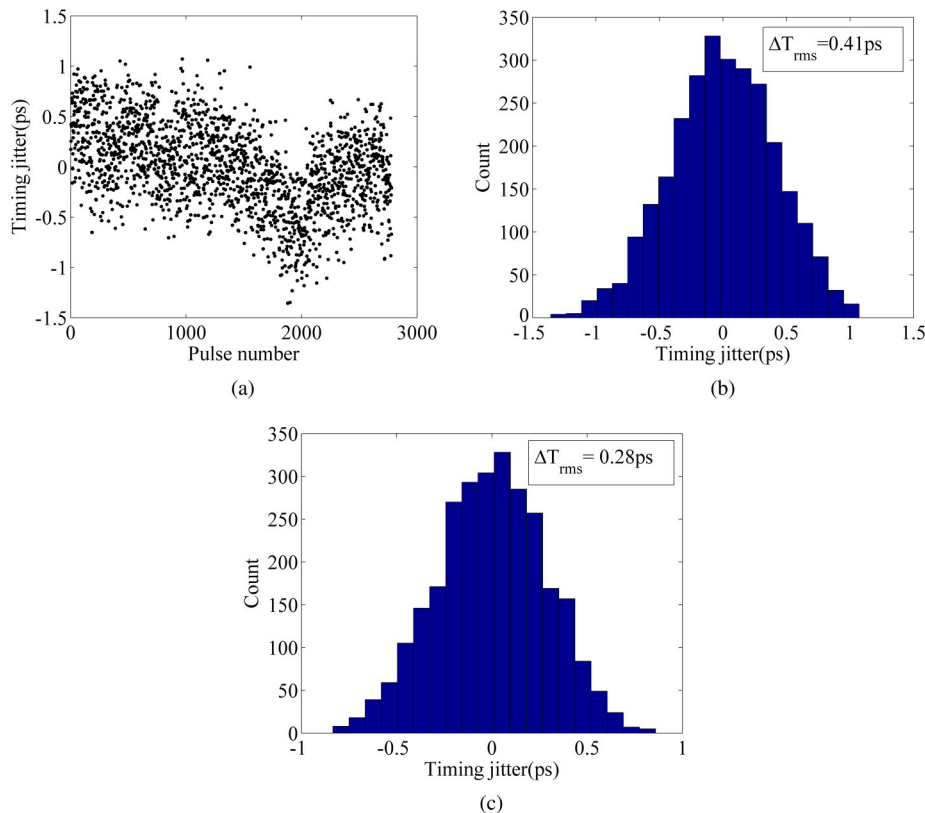 1.5
1
0.5
0
-0.5
-1
-1.5
Timing jitter(ps)
0 1000 2000 3000
Pulse number
(a)
350
300
250
200
150
100
50
0
Count
ΔTrms=0.41ps
-1.5 -1 -0.5 0 0.5 1 1.5
Timing jitter(ps)
(b)
350
300
250
200
150
100
50
0
Count
ΔTrms= 0.28ps
-1 -0.5 0 0.5 1
Timing jitter(ps)
(c)